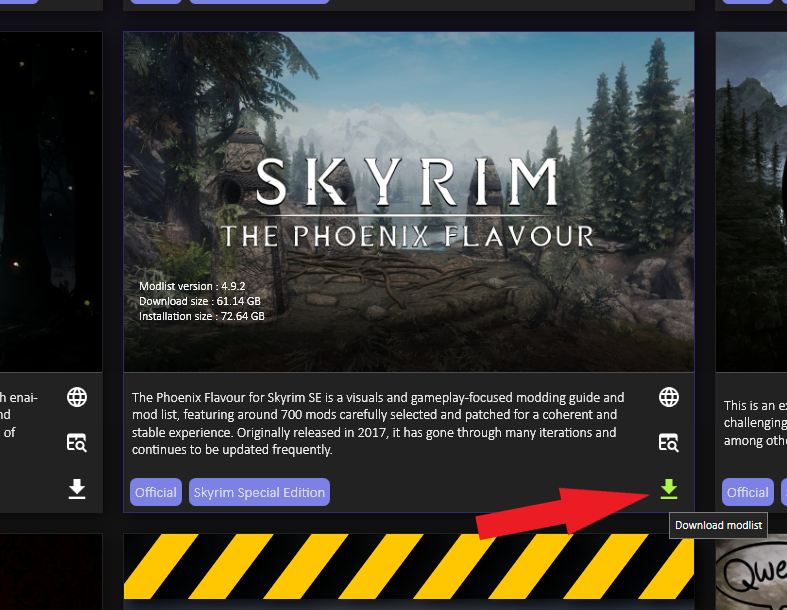 SKYRIM
THE PHOENIX FLAVOUR
Modlist version : 4.9.2
Download size : 61.14 GB
Installation size : 72.64 GB
h enai-
nd
of
The Phoenix Flavour for Skyrim SE is a visuals and gameplay-focused modding guide and
mod list, featuring around 700 mods carefully selected and patched for a coherent and
stable experience. Originally released in 2017, it has gone through many iterations and
continues to be updated frequently.
Official
Skyrim Special Edition
Download modlist
This is an e
challenging
among othe
Official
Qwe